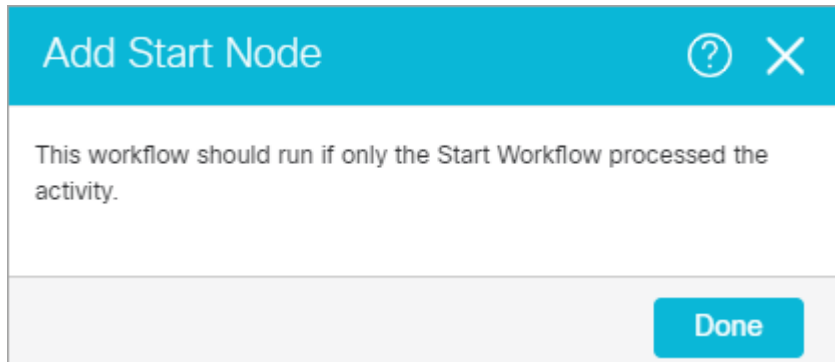 Add Start Node
This workflow should run if only the Start Workflow processed the
activity.
Done